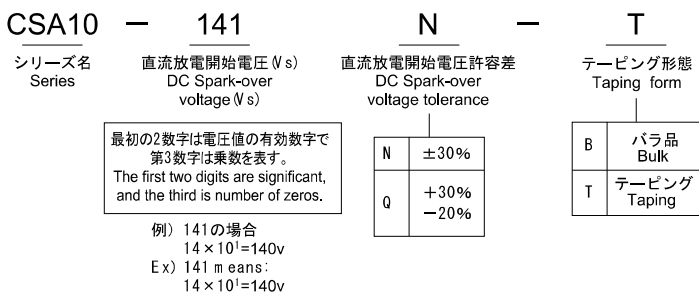 CSA10 － 141 N － T
シリーズ名
Series
直流放電開始電圧(Vs)
DC Spark-over
voltage(Vs)
直流放電開始電圧許容差
DC Spark-over
voltage tolerance
テーピング形態
Taping form
最初の2数字は電圧値の有効数字で
第3数字は乗数を表す。
The first two digits are significant,
and the third is number of zeros.
例) 141の場合
14×10¹=140v
Ex) 141 means:
14×10¹=140v
N ±30%
Q +30%
−20%
B バラ品
Bulk
T テーピング
Taping